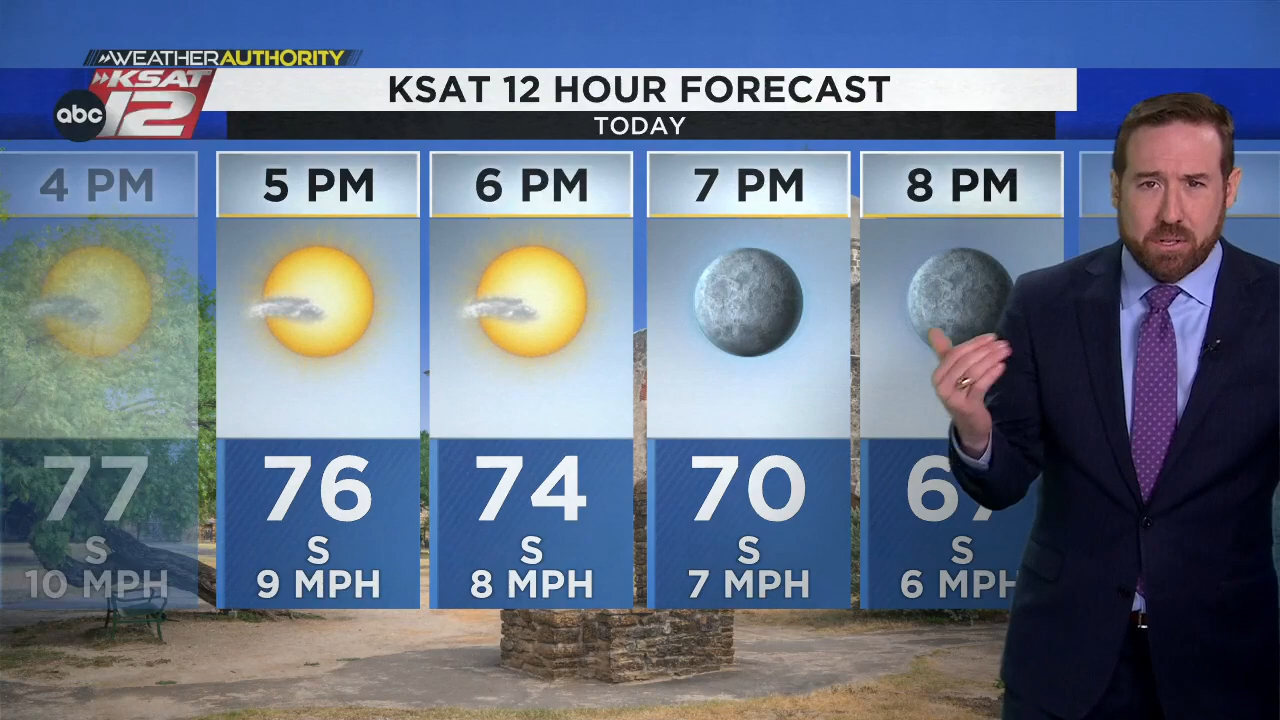 WEATHERAUTHORITY
KSAT
abc 12
KSAT 12 HOUR FORECAST
TODAY
4 PM 5 PM 6 PM 7 PM 8 PM
77 76 74 70 67
S S S S S
10 MPH 9 MPH 8 MPH 7 MPH 6 MPH